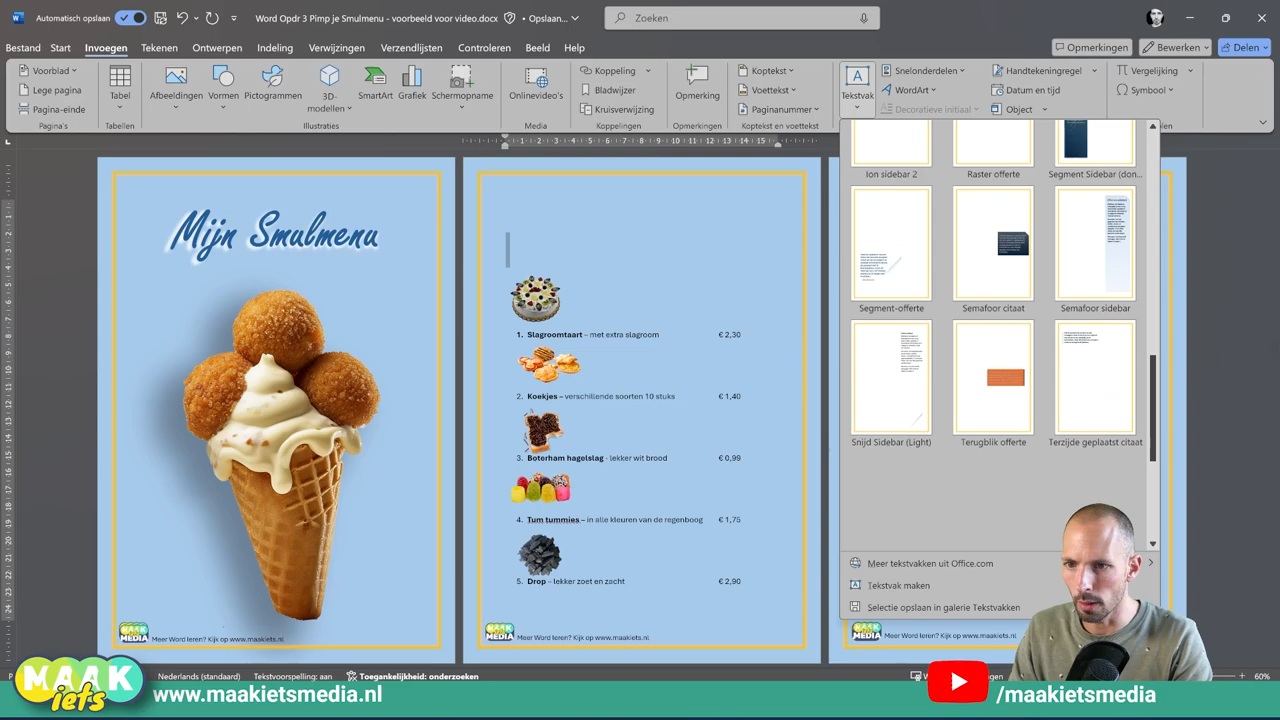 Automatisch opslaan
Word Opdr 3 Pimp je Smulmenu - voorbeeld voor video.docx
• Opslaan...
Zoeken
Bestand Start Invoegen Tekenen Ontwerpen Indeling Verwijzingen Verzendlijsten Controleren Beeld Help
Opmerkingen
Bewerken
Delen
Voorblad
Lege pagina
Pagina-einde
Pagina's
Tabel
Tabellen
Afbeeldingen
Vormen
Pictogrammen
3D-
modellen
SmartArt
Grafiek
Schermopname
Illustraties
Onlinevideo's
Media
Koppeling
Bladwijzer
Kruisverwijzing
Koppelingen
Opmerking
Opmerkingen
Koptekst
Voettekst
Paginanummer
Koptekst en voettekst
Tekstvak
Snelonderdelen
WordArt
Decoratieve initiaal
Handtekeningregel
Datum en tijd
Object
Vergelijking
Symbool
Ion sidebar 2
Raster offerte
Segment Sidebar (don...
Segment-offerte
Semafoor citaat
Semafoor sidebar
Snijd Sidebar (Light)
Terugblik offerte
Terzijde geplaatst citaat
Meer tekstvakken uit Office.com
Tekstvak maken
Selectie opslaan in galerie Tekstvakken
Mijn Smulmenu
MAAK
MEDIA
Meer Word leren? Kijk op www.maakiets.nl
1. Slagroomtaart – met extra slagroom € 2,30
2. Koekjes – verschillende soorten 10 stuks € 1,40
3. Boterham hagelslag - lekker wit brood € 0,99
4. Tum tummies – in alle kleuren van de regenboog € 1,75
5. Drop – lekker zoet en zacht € 2,90
MEDIA
Meer Word leren? Kijk op www.maakiets.nl
MEDIA
Meer Word leren? Kijk op www.maakiets.nl
Nederlands (standaard)
Tekstvoorspelling: aan
Toegankelijkheid: onderzoeken
60%
MAAK
iets
www.maakietsmedia.nl
/maakietsmedia